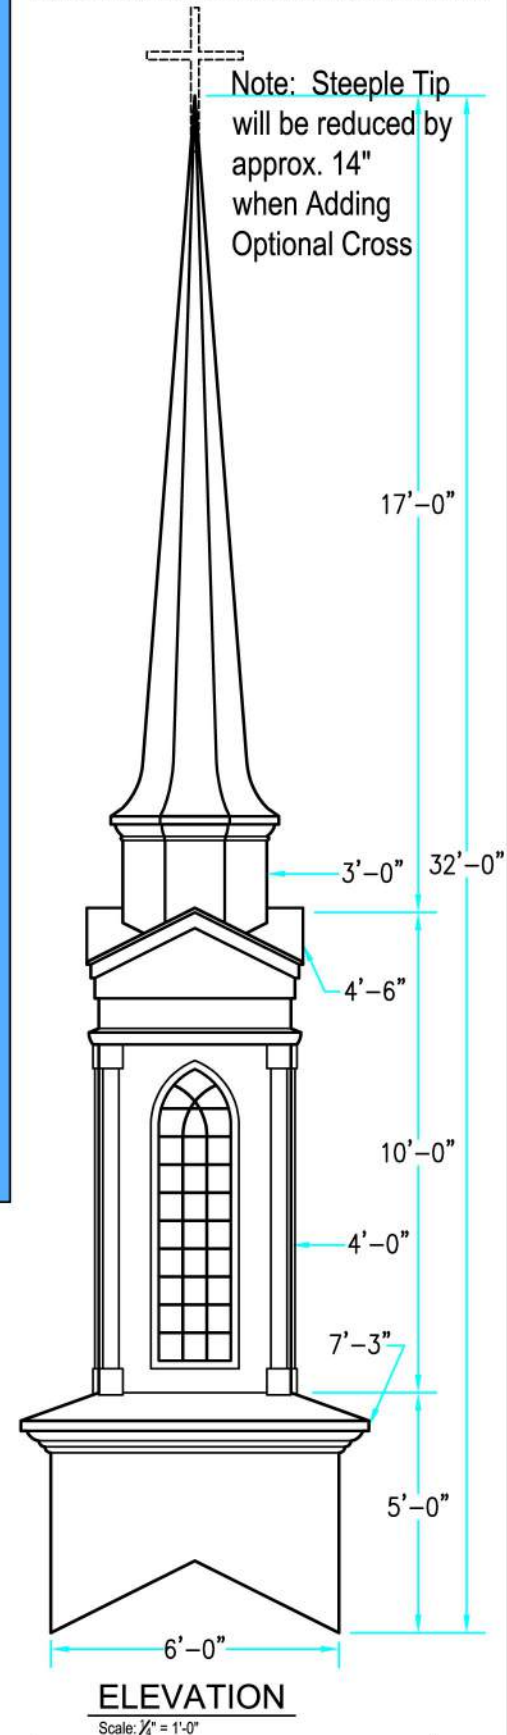 Note:  Steeple Tip
will be reduced by
approx. 14"
when Adding
Optional Cross
17'-0"
3'-0"
32'-0"
4'-6"
10'-0"
4'-0"
7'-3"
5'-0"
6'-0"
ELEVATION
Scale: ¼" = 1'-0"